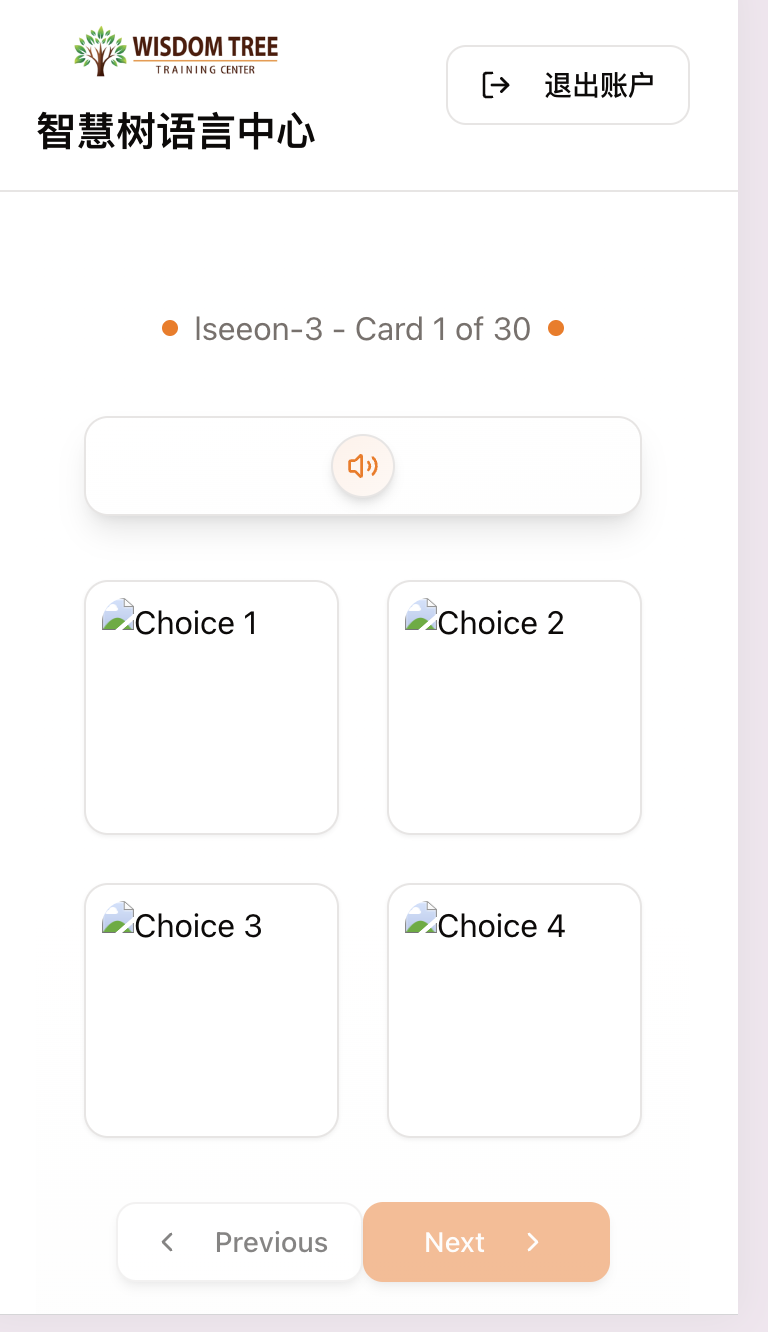 WISDOM TREE
TRAINING CENTER
智慧树语言中心
退出账户
lseeon-3 - Card 1 of 30
Choice 1
Choice 2
Choice 3
Choice 4
Previous
Next